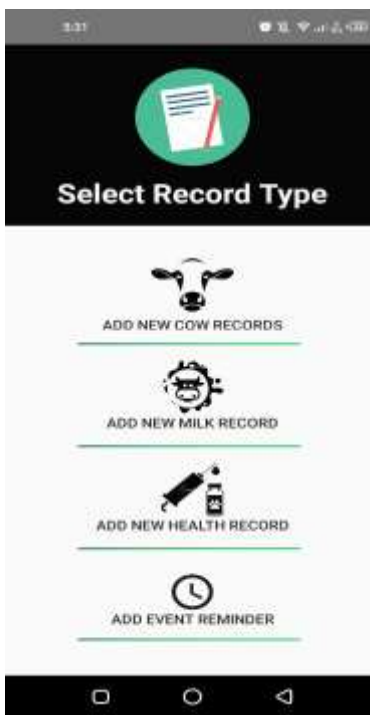 Select Record Type
ADD NEW COW RECORDS
ADD NEW MILK RECORD
ADD NEW HEALTH RECORD
ADD EVENT REMINDER